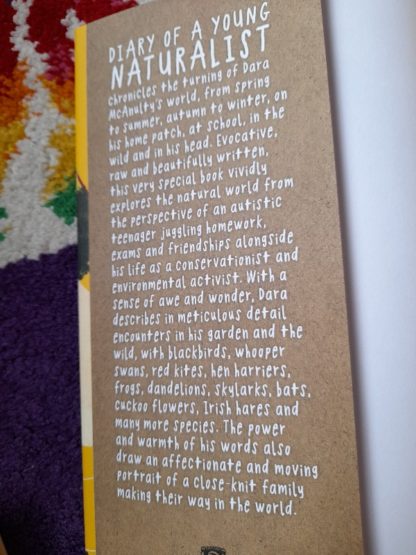 DIARY OF A YOUNG
NATURALIST
chronicles the turning of Dara
McAnulty's world, from spring
to summer, autumn to winter, on
his home patch, at school, in the
wild and in his head. Evocative,
raw and beautifully written,
this very special book vividly
explores the natural world from
the perspective of an autistic
teenager juggling homework,
exams and friendships alongside
his life as a conservationist and
environmental activist. With a
sense of awe and wonder, Dara
describes in meticulous detail
encounters in his garden and the
wild, with blackbirds, whooper
swans, red kites, hen harriers,
frogs, dandelions, skylarks, bats,
cuckoo flowers, Irish hares and
many more species. The power
and warmth of his words also
draw an affectionate and moving
portrait of a close-knit family
making their way in the world.